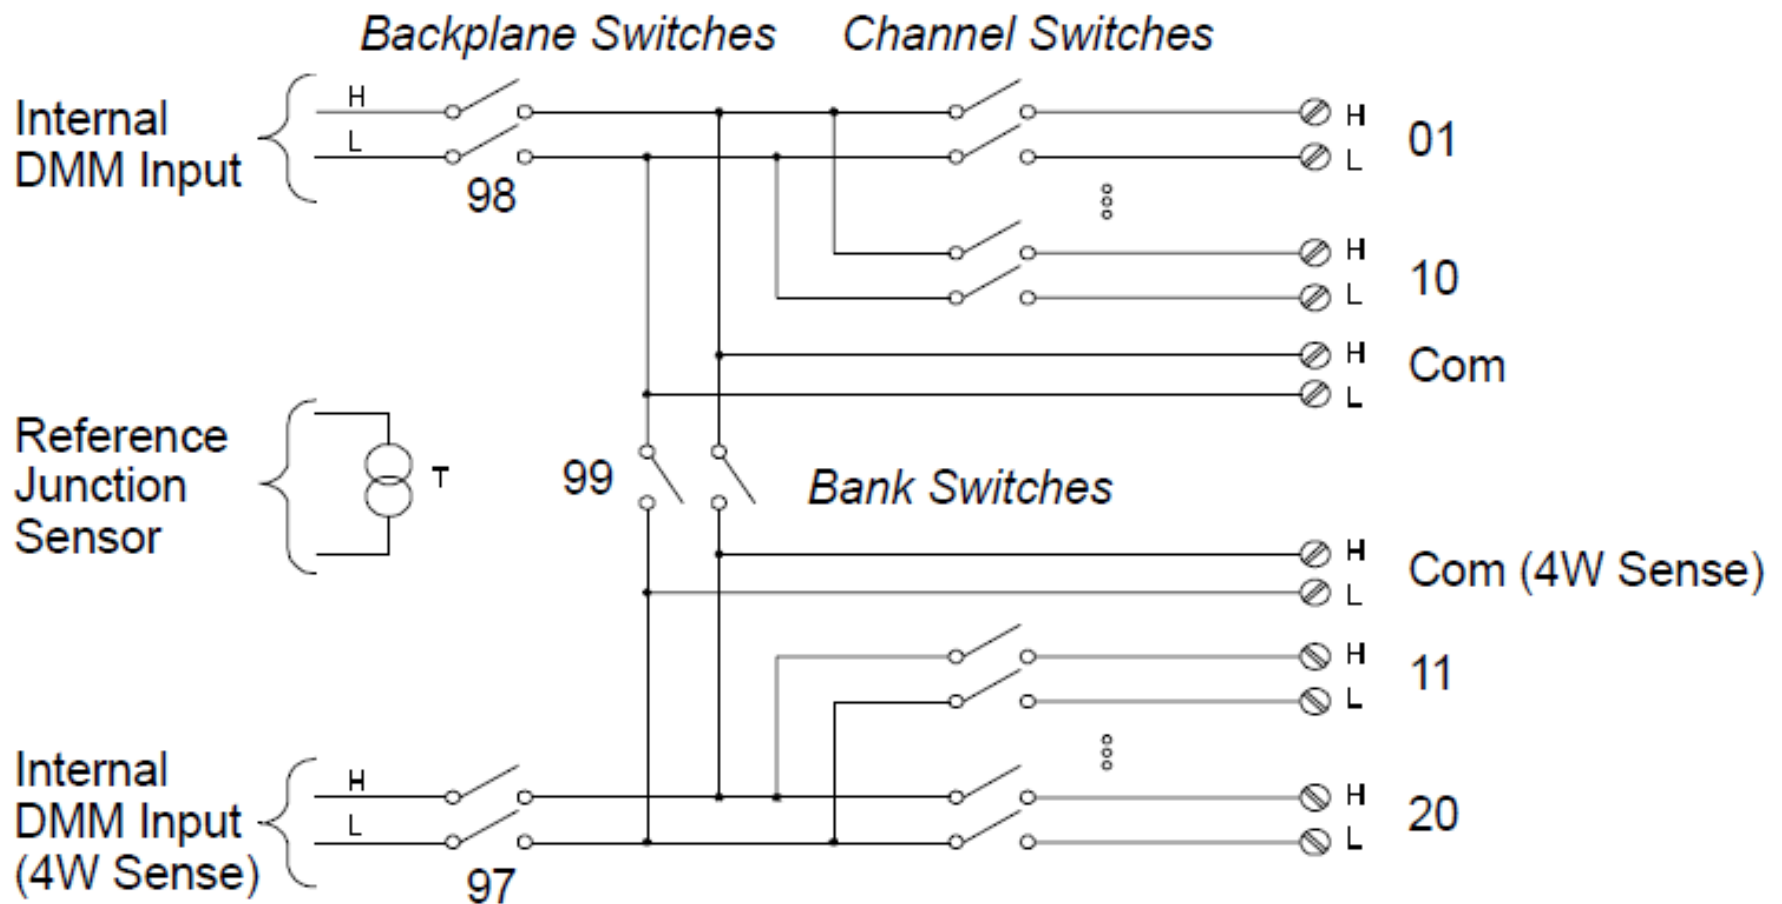 Backplane Switches
Channel Switches
Internal
DMM Input
H
L
98
H
L
01
H
L
10
H
L
Com
Reference
Junction
Sensor
T
99
Bank Switches
H
L
Com (4W Sense)
H
L
11
Internal
DMM Input
(4W Sense)
H
L
97
H
L
20